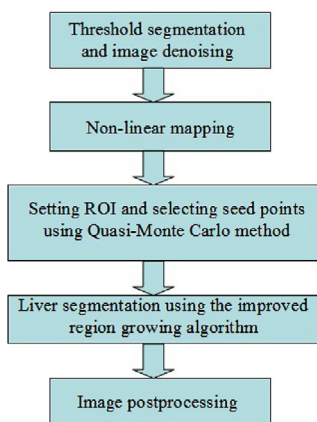 Threshold segmentation
and image denoising
Non-linear mapping
Setting ROI and selecting seed points
using Quasi-Monte Carlo method
Liver segmentation using the improved
region growing algorithm
Image postprocessing